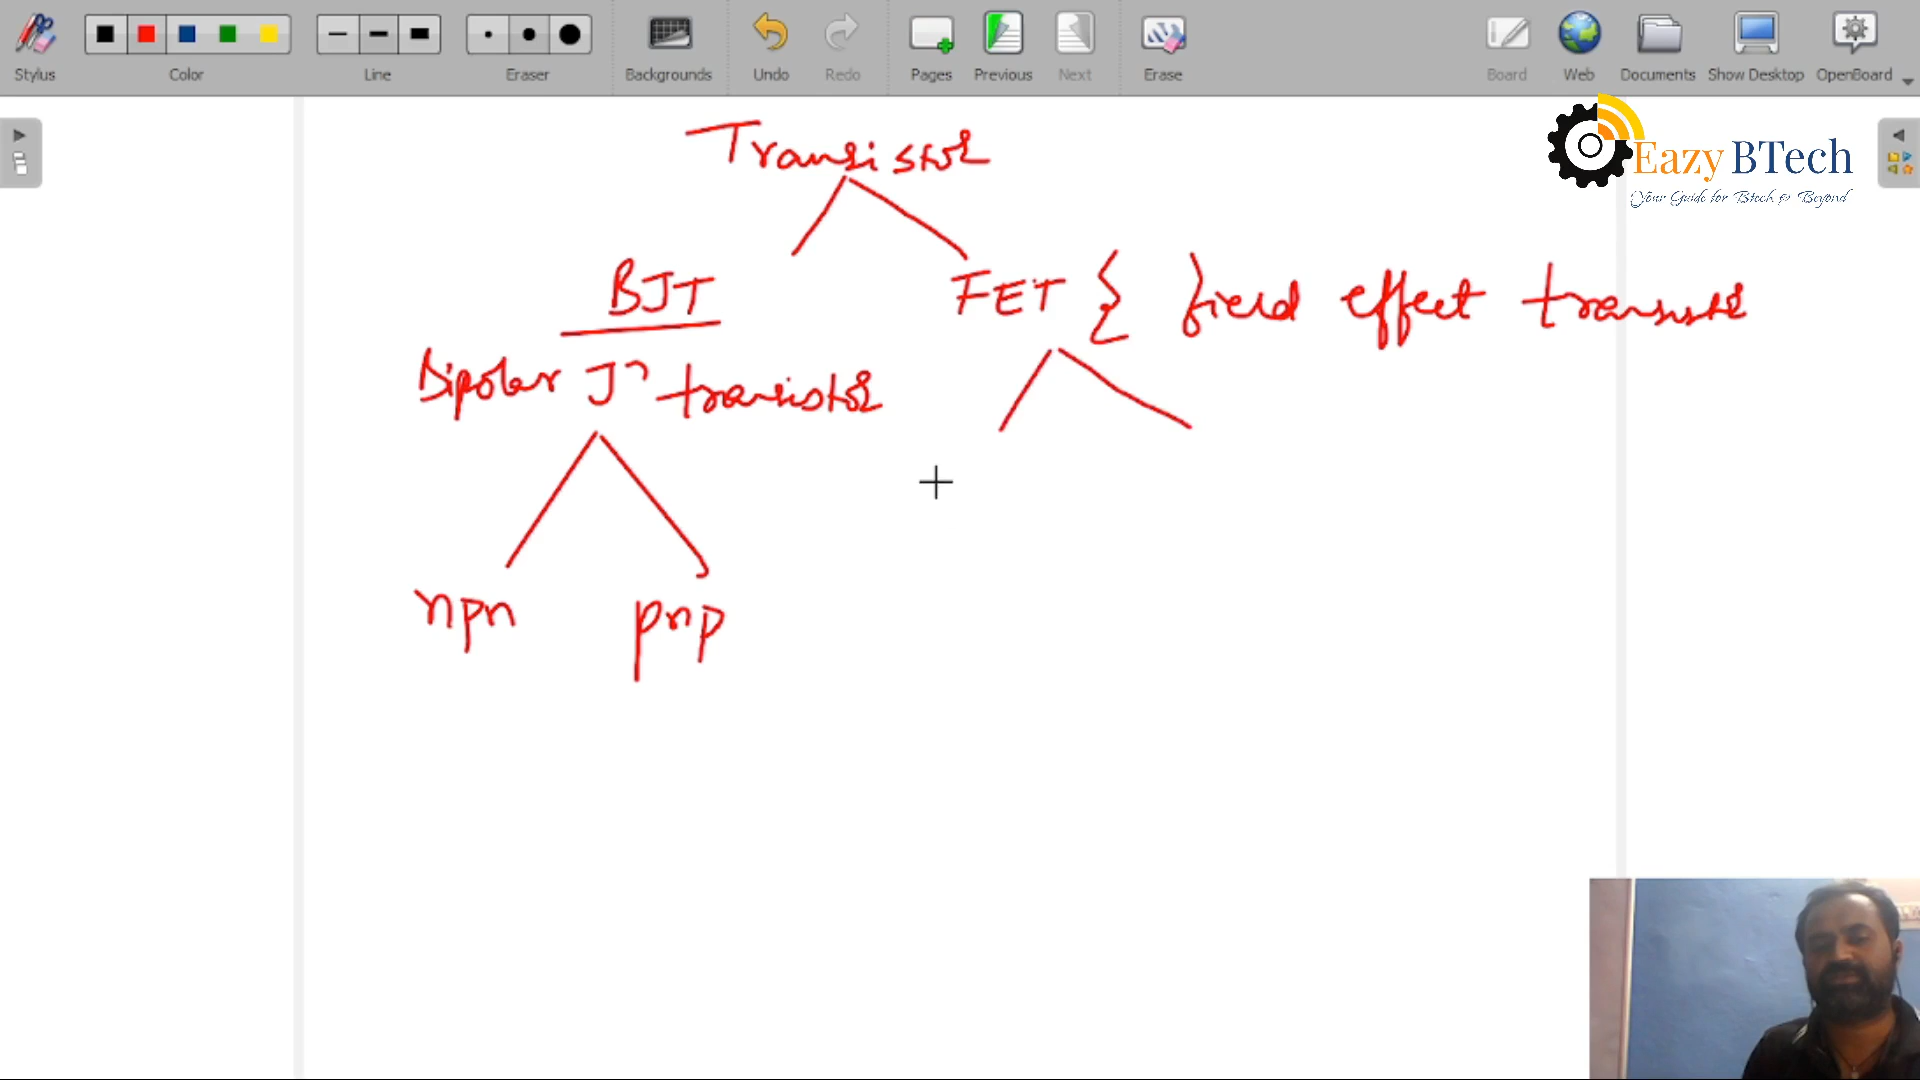 Stylus Color Line Eraser Backgrounds Undo Redo Pages Previous Next Erase Board Web Documents Show Desktop OpenBoard
Eazy BTech
Your Guide for Btech & Beyond
Transistor
BJT FET { } field effect transistor
Bipolar Jn transistor
npn pnp